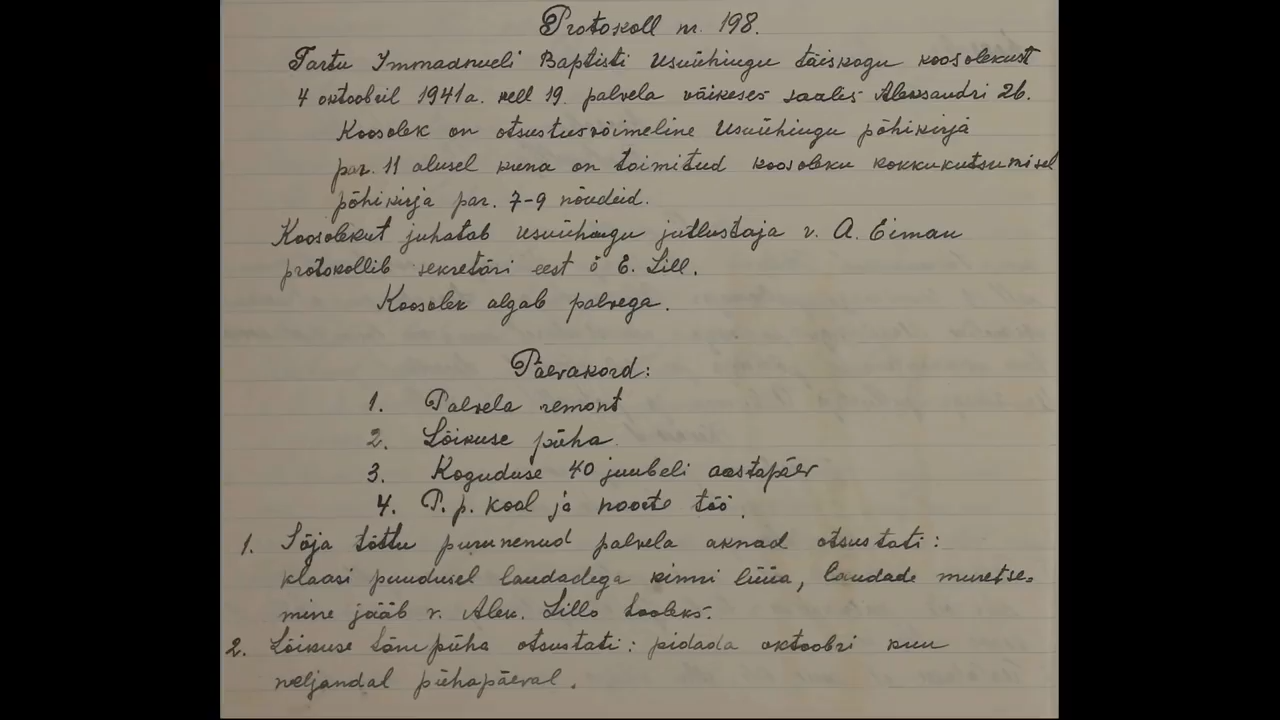 Protokoll nr. 198.
Tartu Immanueli Baptisti Usuühingu täiskogu koosolekust
4 oktoobril 1941a. kell 19. palvela väikeses saalis Aleksandri 26.
Koosolek on otsustusvõimeline Usuühingu põhikirja
par. 11 alusel kuna on toimitud koosoleku kokkukutsumisel
põhikirja par. 7-9 nõudeid.
Koosolekut juhatab usuühingu jutlustaja v. A. Eiman
protokollib sekretäri eest õ E. Lill.
Koosolek algab palvega.
Päevakord:
1. Palvela remont
2. Lõikuse püha.
3. Koguduse 40 juubeli aastapäev
4. P. p. kool ja noorte töö.
1. Sõja tõttu purunenud palvela aknad otsustati:
klaasi puudusel laudadega kinni lüüa, laudade muretse-
mine jääb v. Alek. Lillo hooleks.
2. Lõikuse tänupüha otsustati: pidada oktoobri kuu
neljandal pühapäeval.